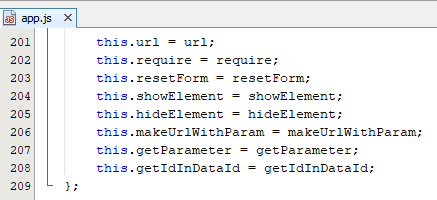 app.js
201 this.url = url;
202 this.require = require;
203 this.resetForm = resetForm;
204 this.showElement = showElement;
205 this.hideElement = hideElement;
206 this.makeUrlWithParam = makeUrlWithParam;
207 this.getParameter = getParameter;
208 this.getIdInDataId = getIdInDataId;
209 };